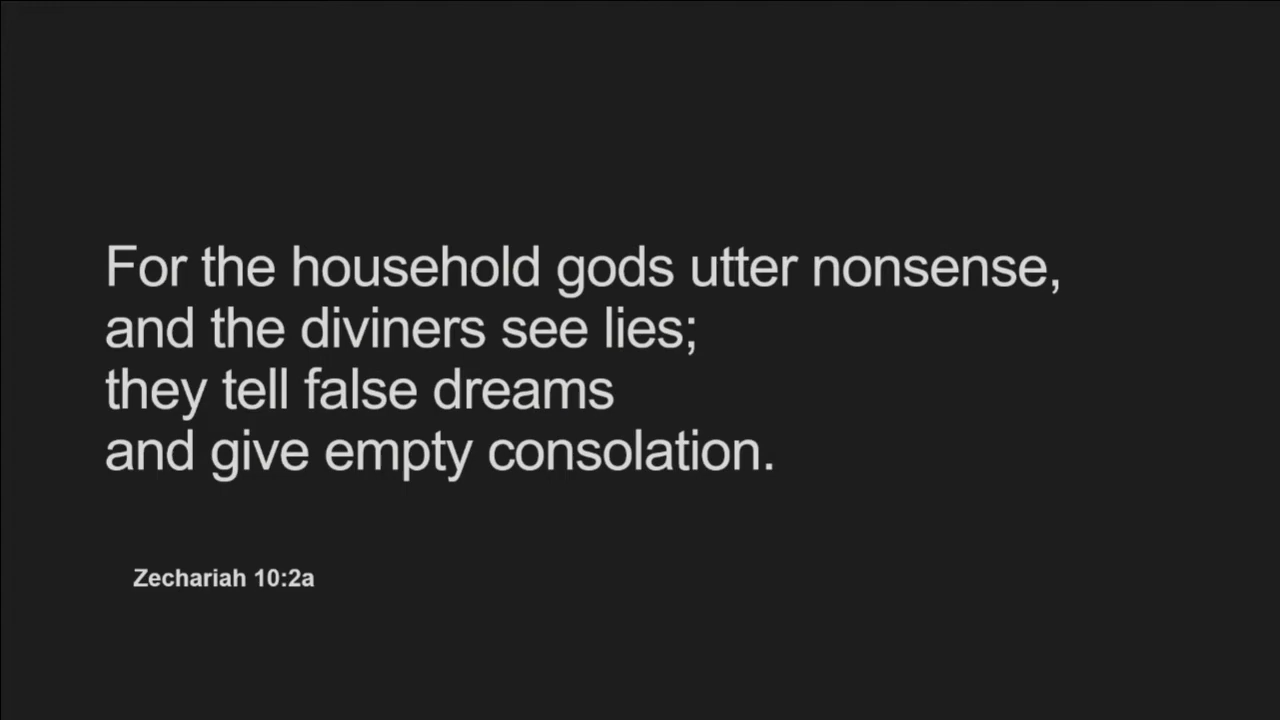 For the household gods utter nonsense,
and the diviners see lies;
they tell false dreams
and give empty consolation.
Zechariah 10:2a